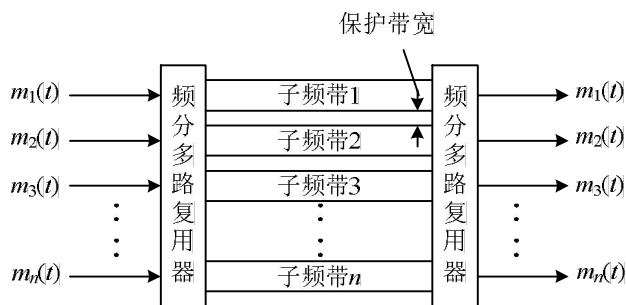 保护带宽
m1(t)
m2(t)
m3(t)
mn(t)
频分多路复用器
子频带1
子频带2
子频带3
子频带n
频分多路复用器
m1(t)
m2(t)
m3(t)
mn(t)